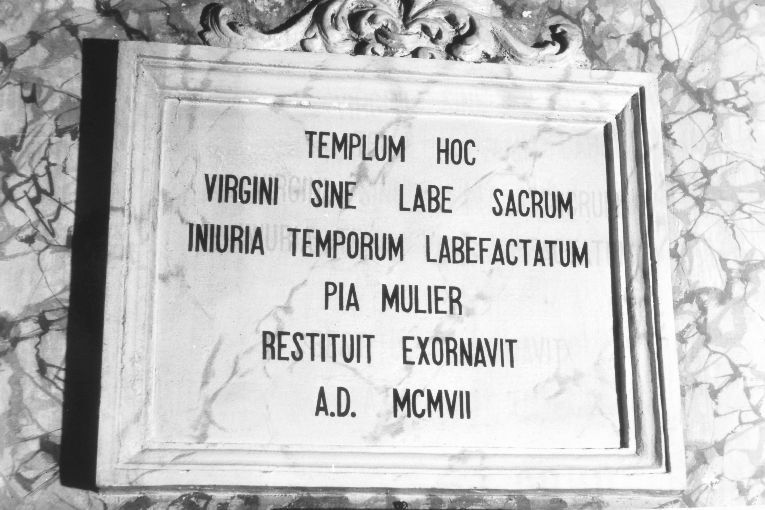 TEMPLUM HOC
VIRGINI SINE LABE SACRUM
INIURIA TEMPORUM LABEFACTATUM
PIA MULIER
RESTITUIT EXORNAVIT
A.D. MCMVII